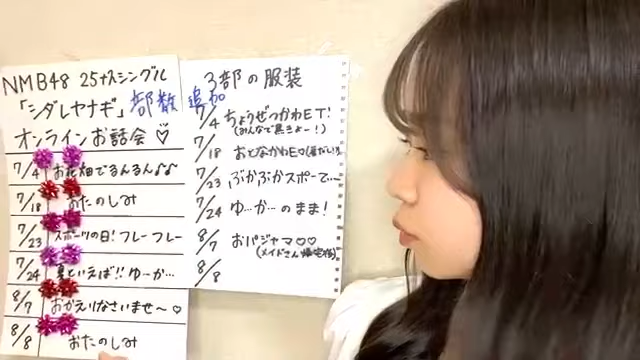 NMB48 25thシングル
「シダレヤナギ」部数追加
オンラインお話会♡
7/4 お花畑でるんるん♪♪
7/18 おたのしみ
7/23 スポーツの日!フレーフレー
7/24 夏といえば!!ゆーか…
8/7 おかえりなさいませ〜♡
8/8 おたのしみ
3部の服装
7/4 ちょうぜつかわET!
(みんなで着きよー!)
7/18 おとなかわE♡
7/23 ぶかぶかスポーて…
7/24 ゆ…か…のまま!
8/7 おパジャマ♡♡
(メイドさん
8/8